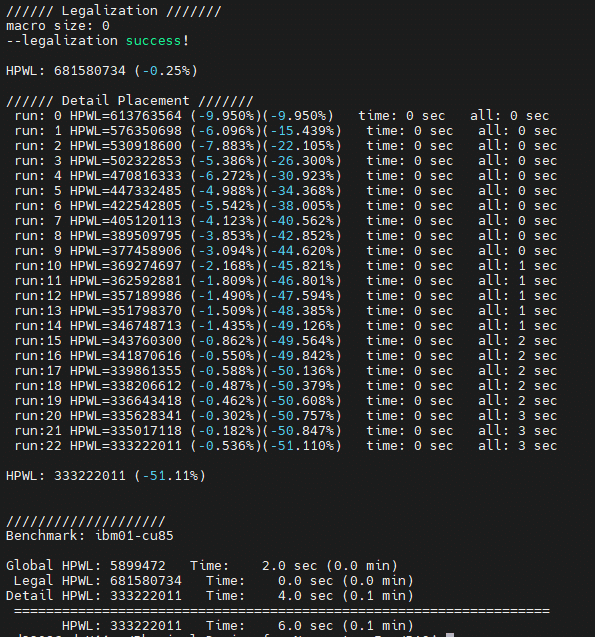 ////// Legalization ///////
macro size: 0
--legalization success!
HPWL: 681580734 (-0.25%)
////// Detail Placement ///////
run: 0 HPWL=613763564 (-9.950%)(-9.950%) time: 0 sec all: 0 sec
run: 1 HPWL=576350698 (-6.096%)(-15.439%) time: 0 sec all: 0 sec
run: 2 HPWL=530918600 (-7.883%)(-22.105%) time: 0 sec all: 0 sec
run: 3 HPWL=502322853 (-5.386%)(-26.300%) time: 0 sec all: 0 sec
run: 4 HPWL=470816333 (-6.272%)(-30.923%) time: 0 sec all: 0 sec
run: 5 HPWL=447332485 (-4.988%)(-34.368%) time: 0 sec all: 0 sec
run: 6 HPWL=422542805 (-5.542%)(-38.005%) time: 0 sec all: 0 sec
run: 7 HPWL=405120113 (-4.123%)(-40.562%) time: 0 sec all: 0 sec
run: 8 HPWL=389509795 (-3.853%)(-42.852%) time: 0 sec all: 0 sec
run: 9 HPWL=377458906 (-3.094%)(-44.620%) time: 0 sec all: 0 sec
run:10 HPWL=369274697 (-2.168%)(-45.821%) time: 0 sec all: 1 sec
run:11 HPWL=362592881 (-1.809%)(-46.801%) time: 0 sec all: 1 sec
run:12 HPWL=357189986 (-1.490%)(-47.594%) time: 0 sec all: 1 sec
run:13 HPWL=351798370 (-1.509%)(-48.385%) time: 0 sec all: 1 sec
run:14 HPWL=346748713 (-1.435%)(-49.126%) time: 0 sec all: 1 sec
run:15 HPWL=343760300 (-0.862%)(-49.564%) time: 0 sec all: 2 sec
run:16 HPWL=341870616 (-0.550%)(-49.842%) time: 0 sec all: 2 sec
run:17 HPWL=339861355 (-0.588%)(-50.136%) time: 0 sec all: 2 sec
run:18 HPWL=338206612 (-0.487%)(-50.379%) time: 0 sec all: 2 sec
run:19 HPWL=336643418 (-0.462%)(-50.608%) time: 0 sec all: 2 sec
run:20 HPWL=335628341 (-0.302%)(-50.757%) time: 0 sec all: 3 sec
run:21 HPWL=335017118 (-0.182%)(-50.847%) time: 0 sec all: 3 sec
run:22 HPWL=333222011 (-0.536%)(-51.110%) time: 0 sec all: 3 sec
HPWL: 333222011 (-51.11%)
////////////////////
Benchmark: ibm01-cu85
Global HPWL: 5899472 Time: 2.0 sec (0.0 min)
Legal HPWL: 681580734 Time: 0.0 sec (0.0 min)
Detail HPWL: 333222011 Time: 4.0 sec (0.1 min)
===================================================================
HPWL: 333222011 Time: 6.0 sec (0.1 min)